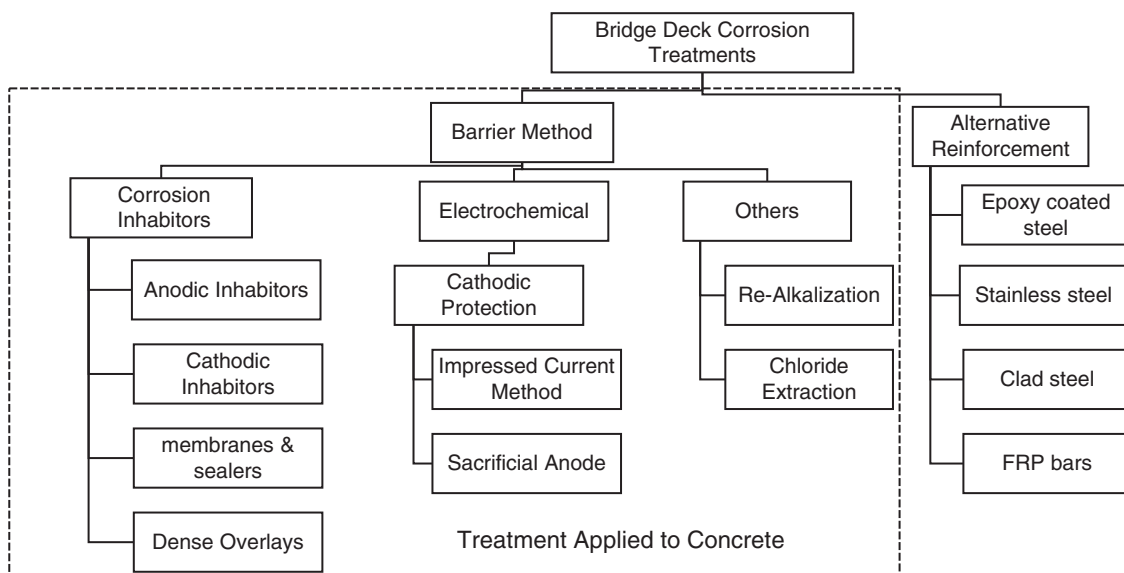 Bridge Deck Corrosion
Treatments
Barrier Method
Alternative
Reinforcement
Corrosion
Inhabitors
Electrochemical
Others
Epoxy coated
steel
Anodic Inhabitors
Cathodic
Protection
Re-Alkalization
Stainless steel
Cathodic
Inhabitors
Impressed Current
Method
Chloride
Extraction
Clad steel
membranes &
sealers
Sacrificial Anode
FRP bars
Dense Overlays
Treatment Applied to Concrete